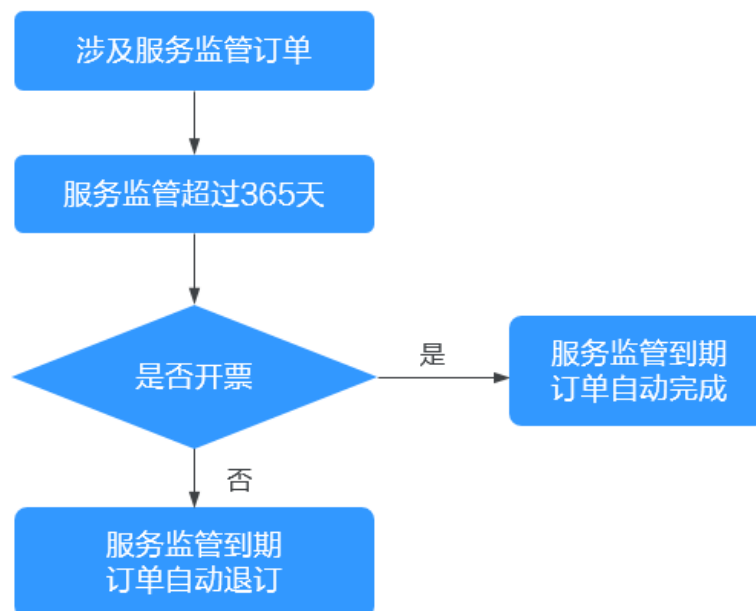 涉及服务监管订单
服务监管超过365天
是否开票
是
服务监管到期
订单自动完成
否
服务监管到期
订单自动退订